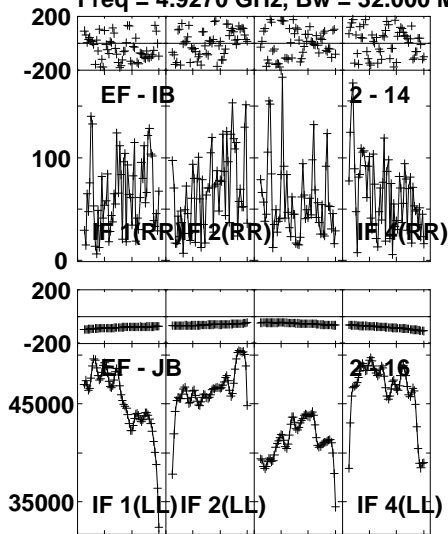 Freq = 4.9270 GHz, Bw = 32.000 M
200
-200
EF - IB
2 - 14
100
IF 1(RR)
IF 2(RR)
IF 4(RR)
0
200
-200
EF - JB
2 - 16
45000
35000
IF 1(LL)
IF 2(LL)
IF 4(LL)